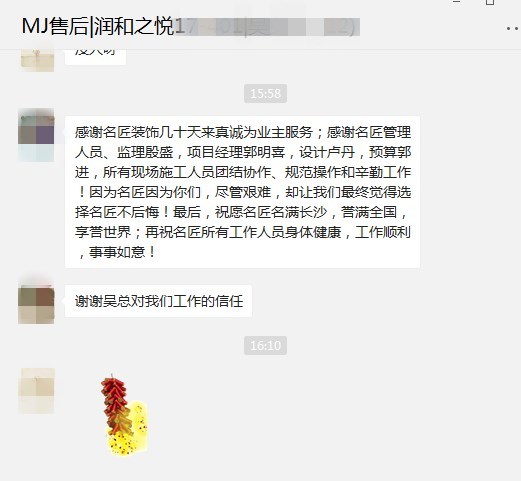 MJ售后|润和之悦17
15:58
感谢名匠装饰几十天来真诚为业主服务；感谢名匠管理
人员、监理殷盛，项目经理郭明喜，设计卢丹，预算郭
进，所有现场施工人员团结协作、规范操作和辛勤工作
！因为名匠因为你们，尽管艰难，却让我们最终觉得选
择名匠不后悔！最后，祝愿名匠名满长沙，誉满全国，
享誉世界；再祝名匠所有工作人员身体健康，工作顺利
，事事如意！
谢谢吴总对我们工作的信任
16:10